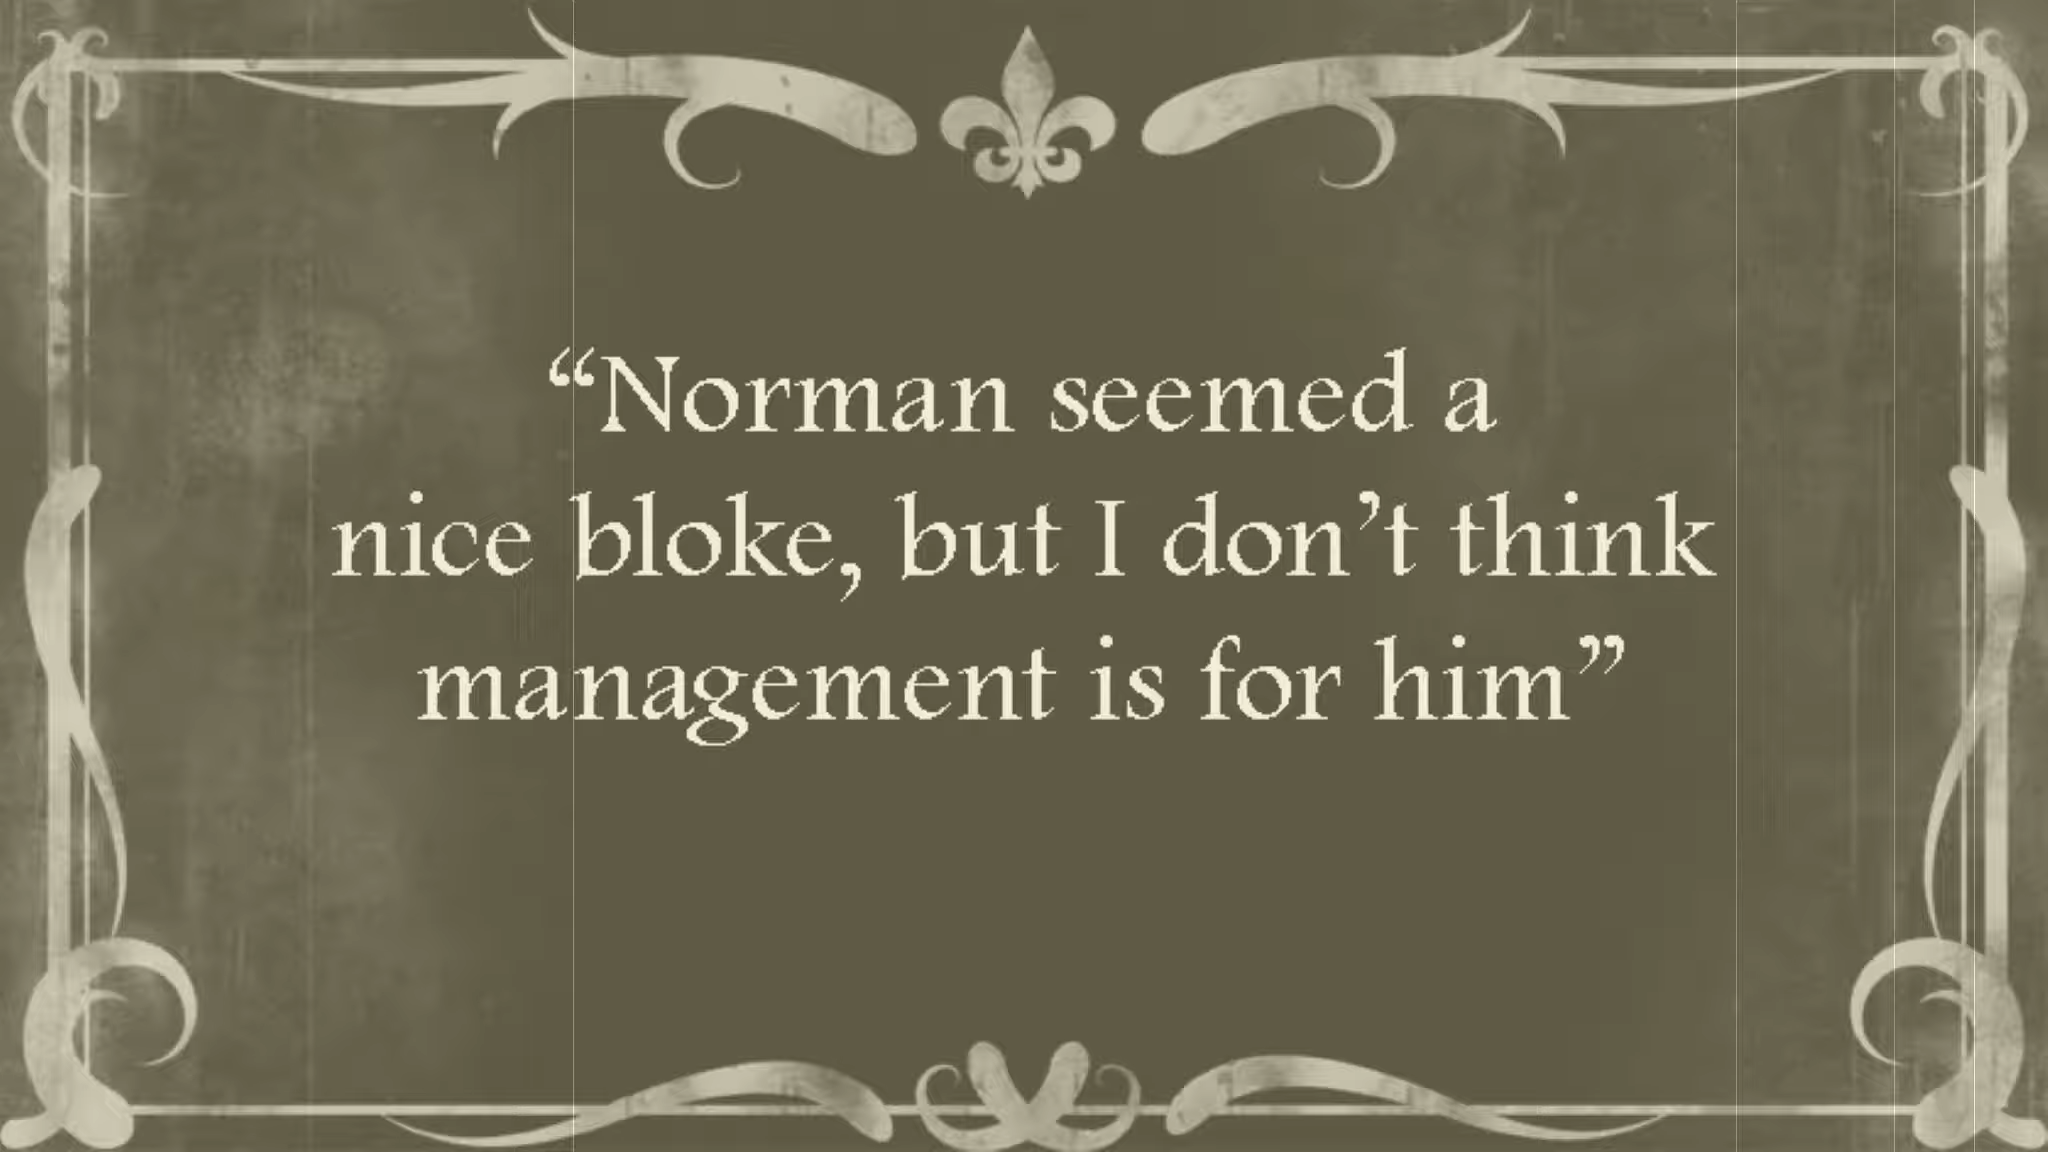 “Norman seemed a
nice bloke, but I don’t think
management is for him”